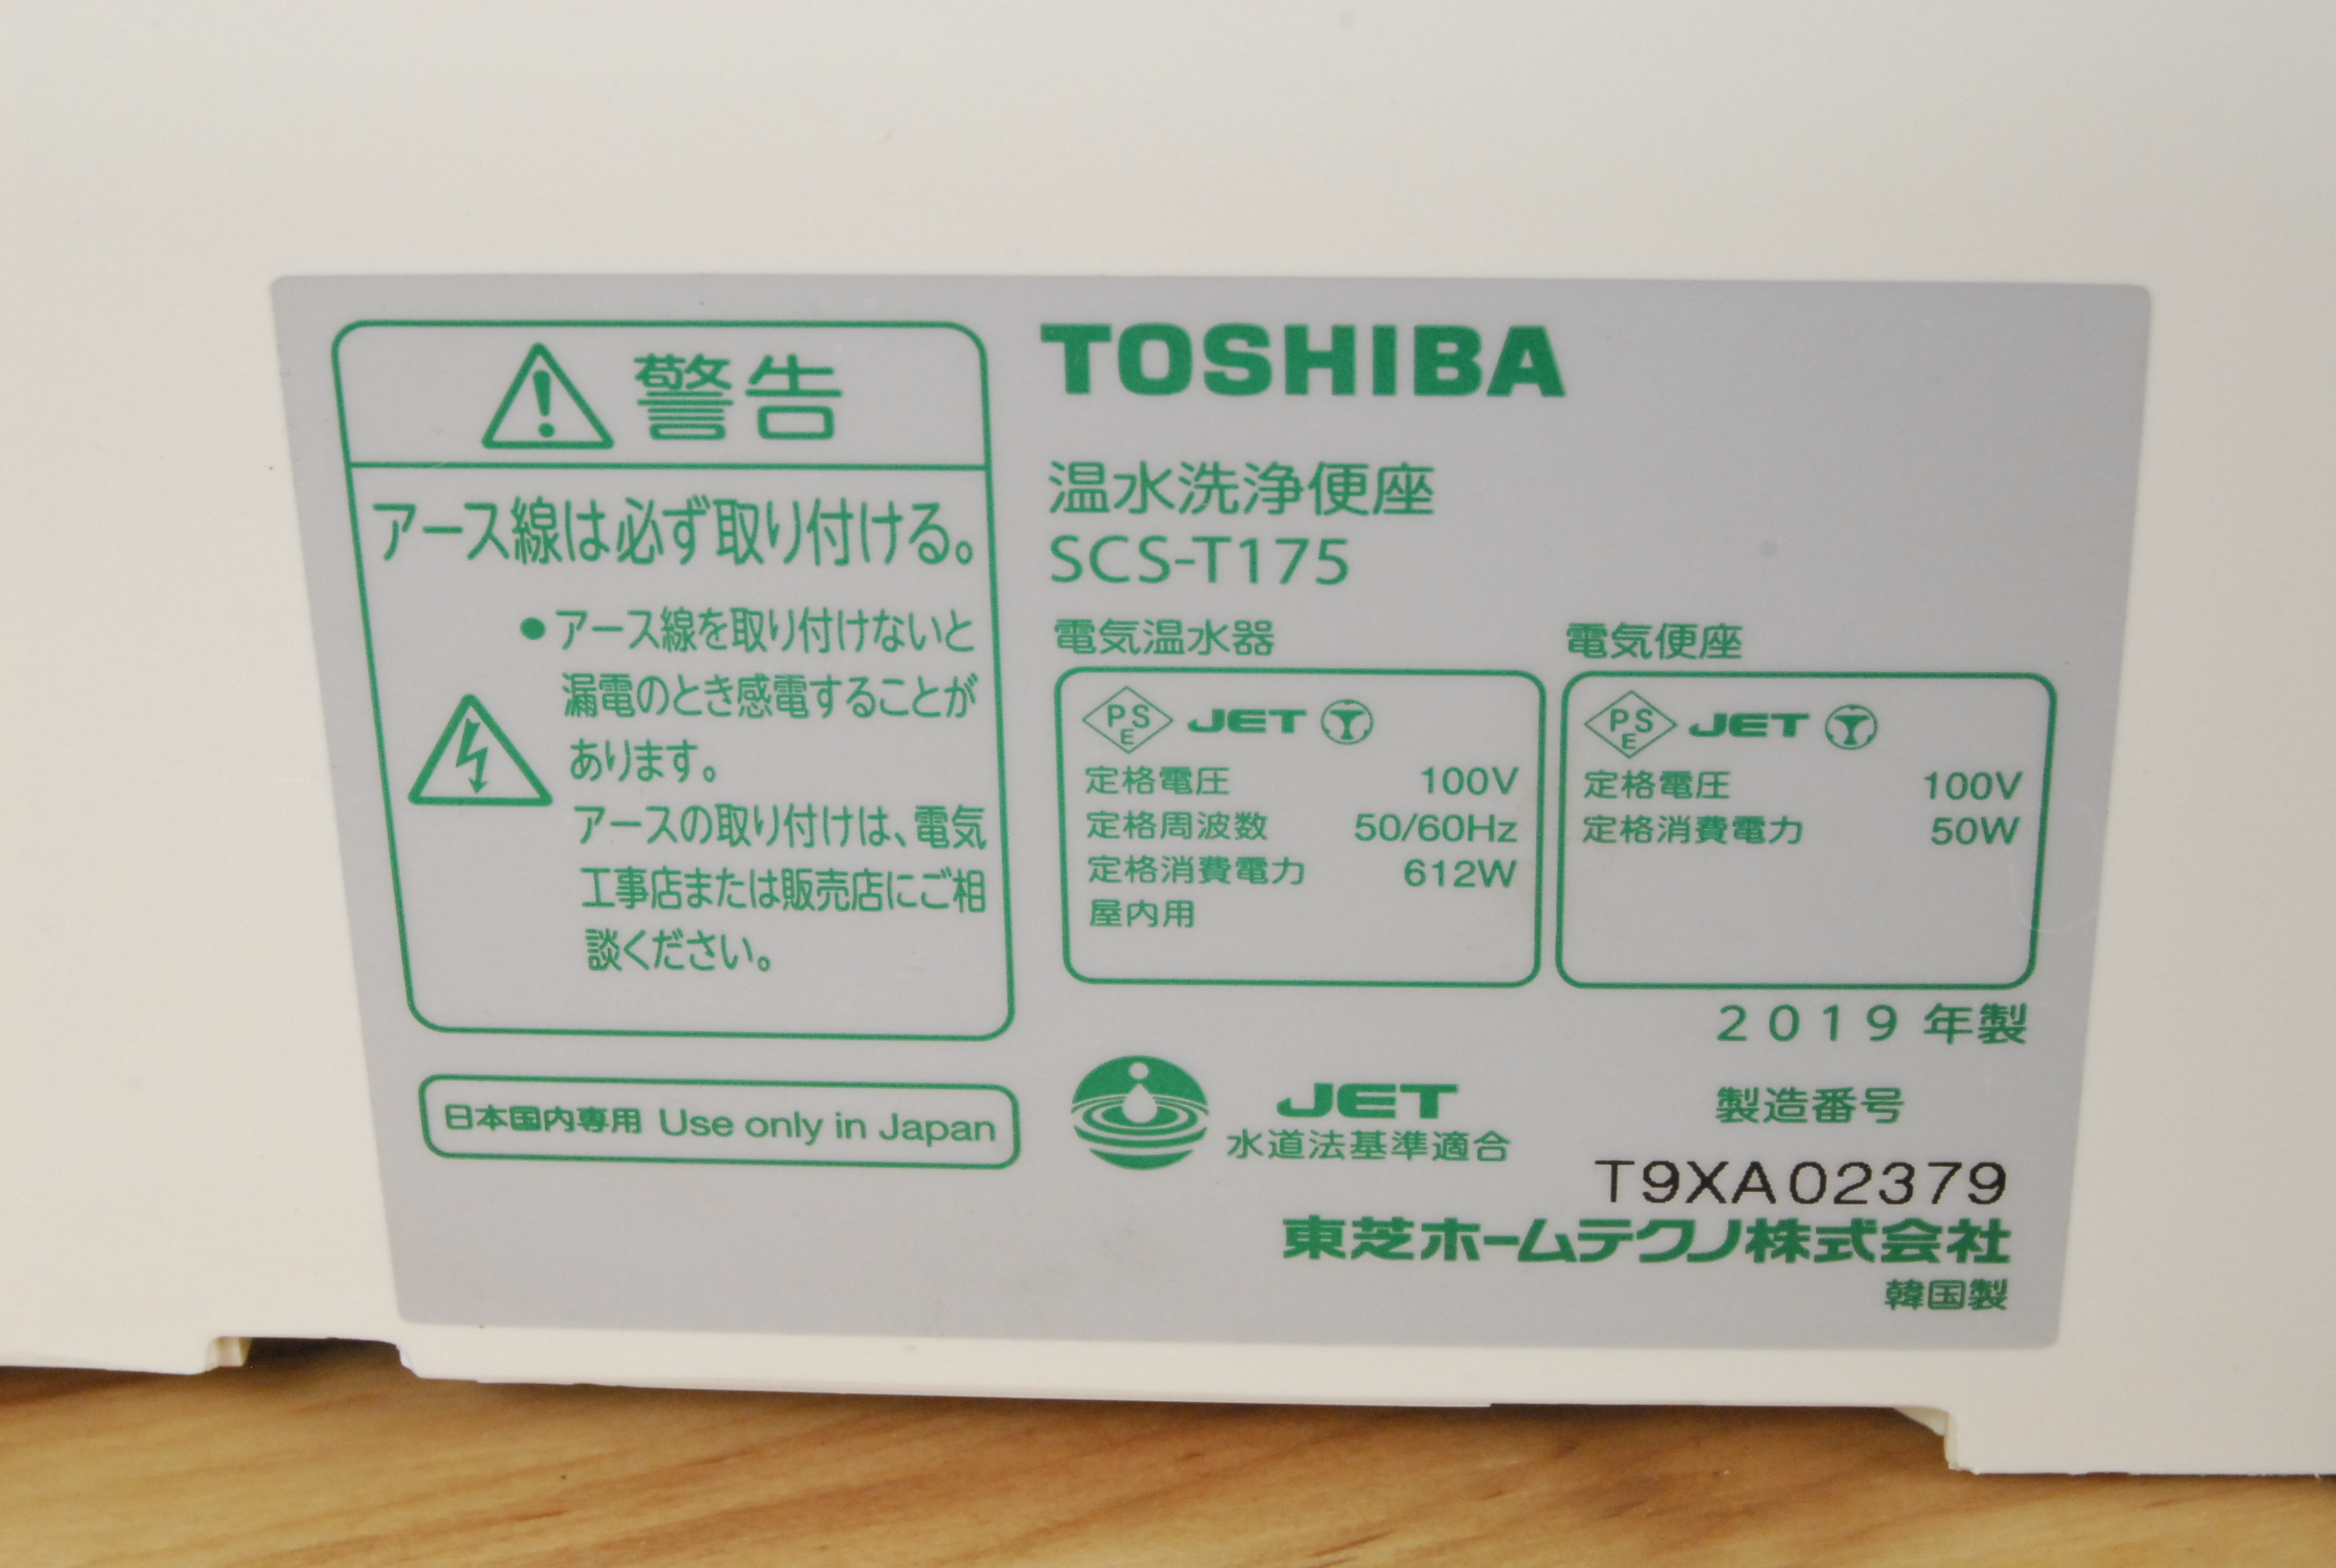 警告
アース線は必ず取り付ける。
●アース線を取り付けないと
漏電のとき感電することが
あります。
アースの取り付けは、電気
工事店または販売店にご相
談ください。
日本国内専用 Use only in Japan
TOSHIBA
温水洗浄便座
SCS-T175
電気温水器
PSE JET
定格電圧 100V
定格周波数 50/60Hz
定格消費電力 612W
屋内用
電気便座
PSE JET
定格電圧 100V
定格消費電力 50W
2019年製
JET
水道法基準適合
製造番号
T9XA02379
東芝ホームテクノ株式会社
韓国製